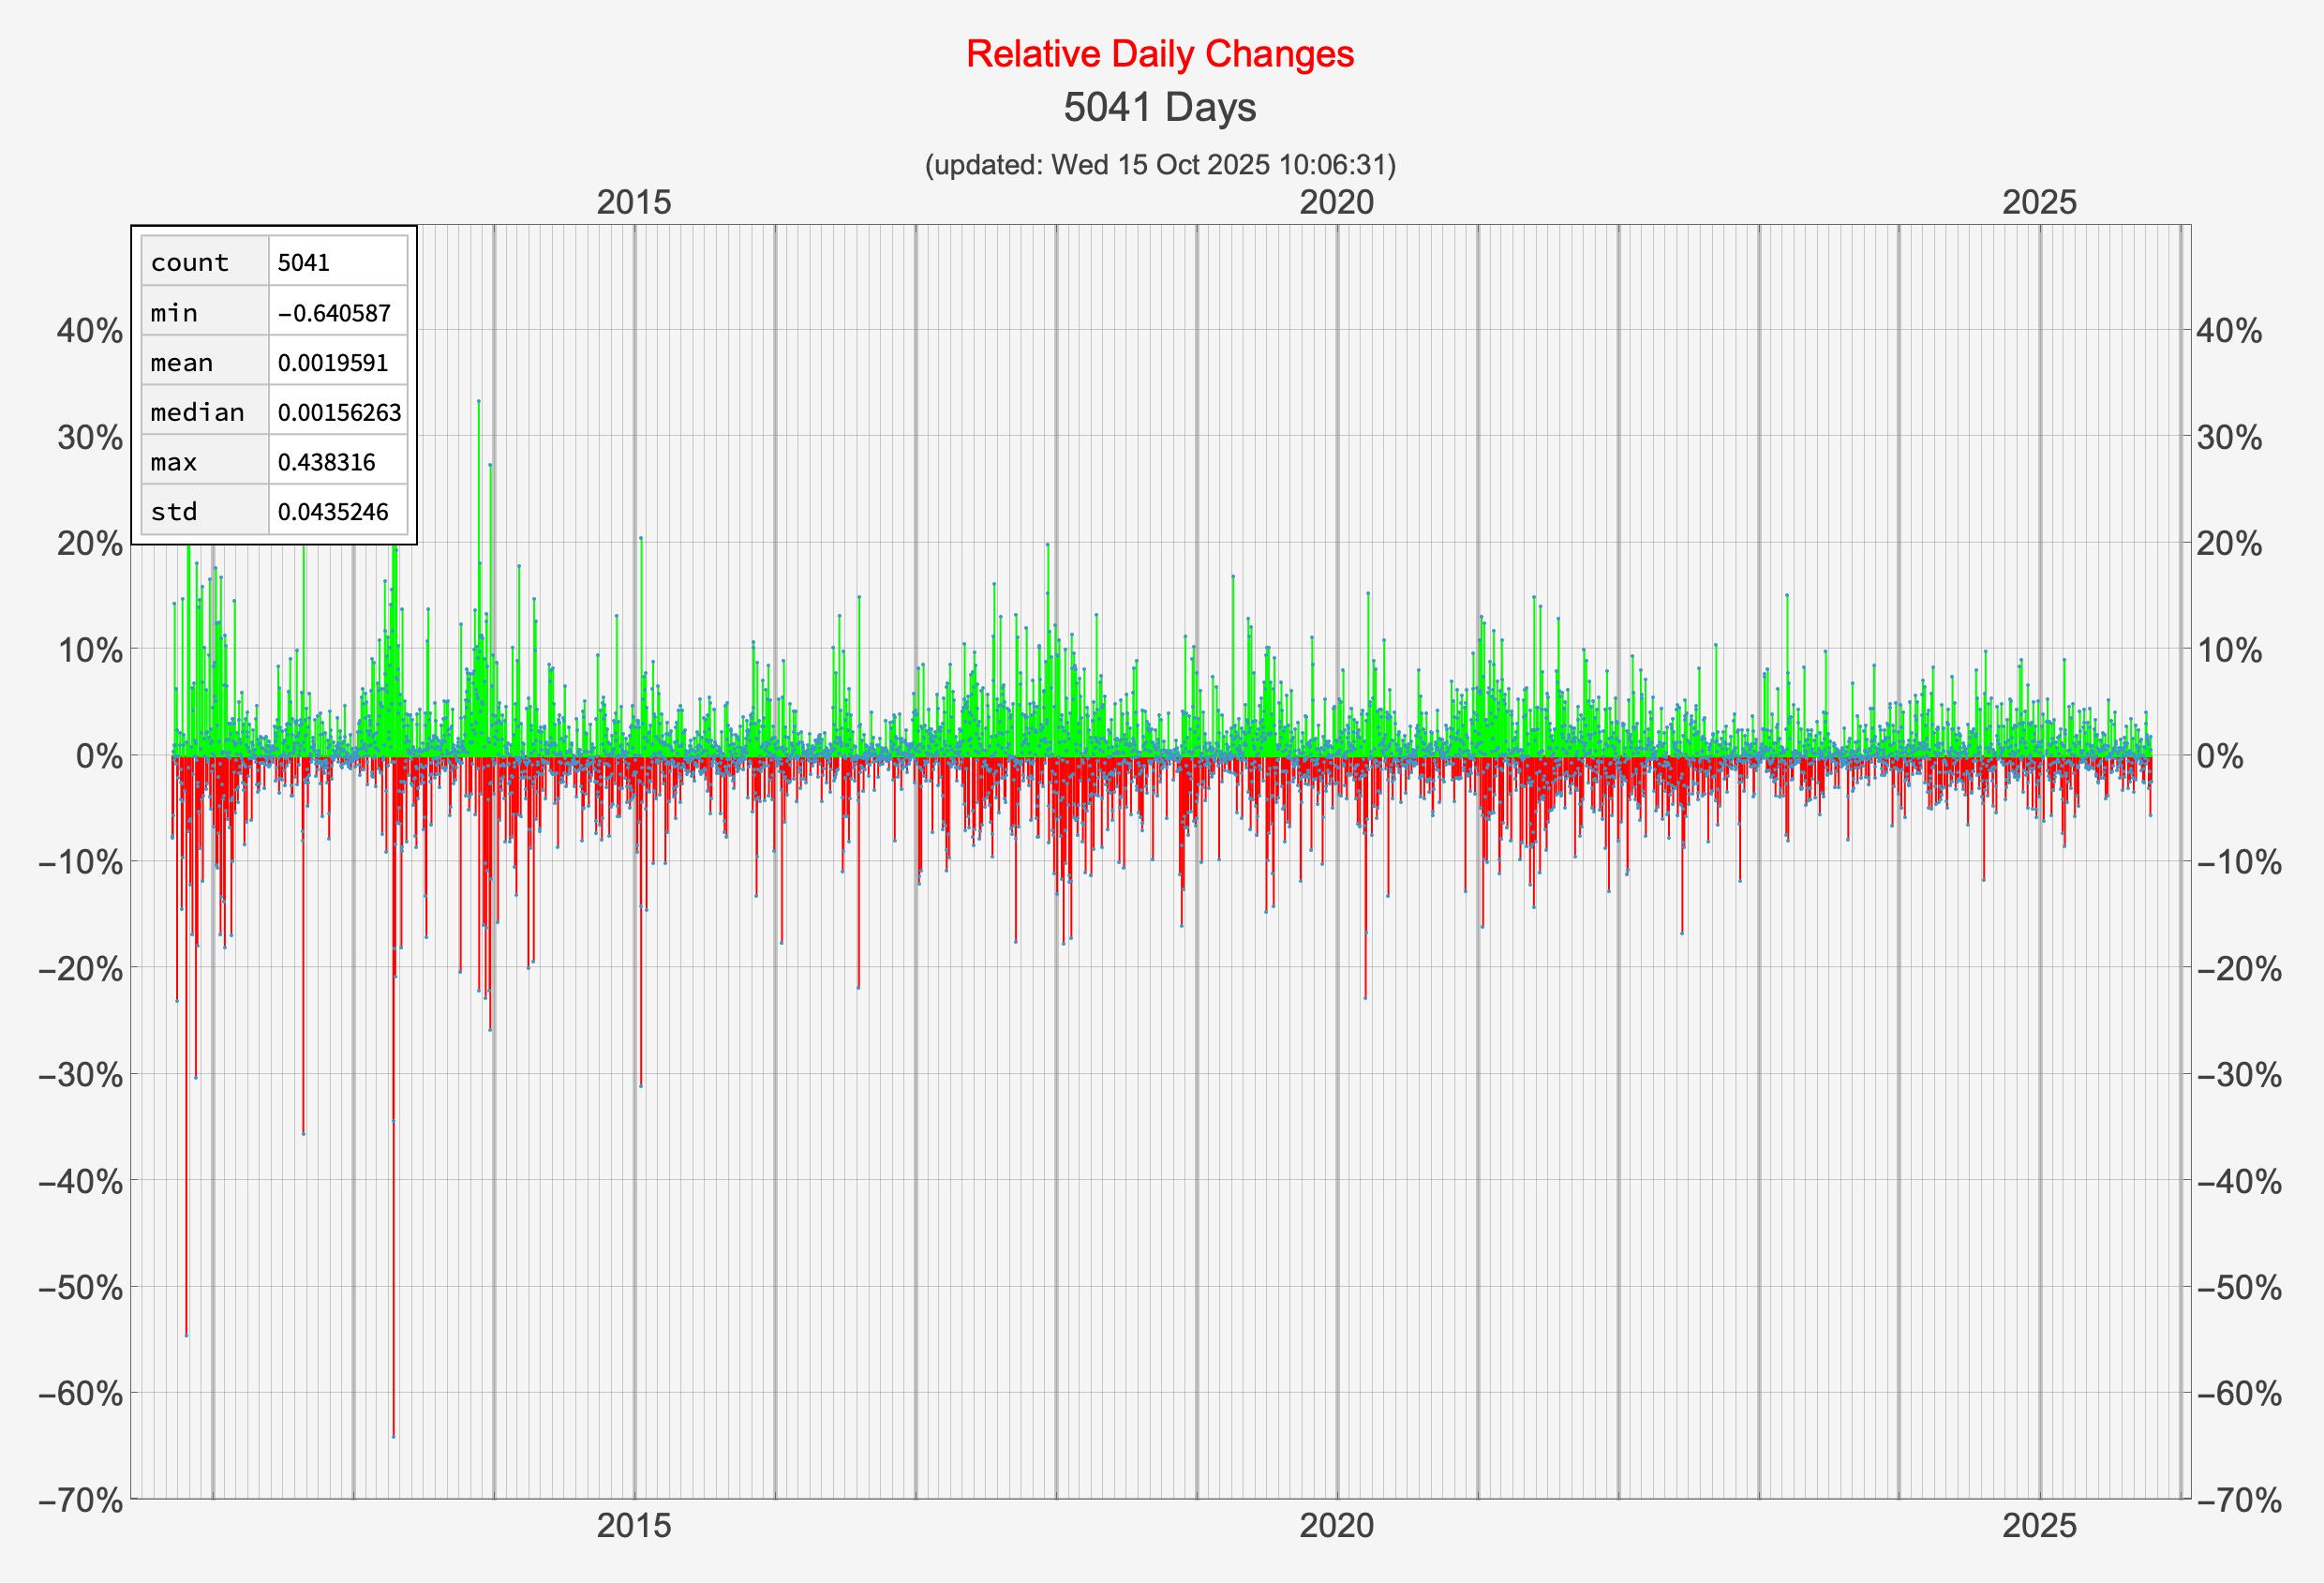 Relative Daily Changes
5041 Days
(updated: Wed 15 Oct 2025 10:06:31)
2015 2020 2025
count 5041
min −0.640587
mean 0.0019591
median 0.00156263
max 0.438316
std 0.0435246
40% 40%
30% 30%
20% 20%
10% 10%
0% 0%
−10% −10%
−20% −20%
−30% −30%
−40% −40%
−50% −50%
−60% −60%
−70% −70%
2015 2020 2025